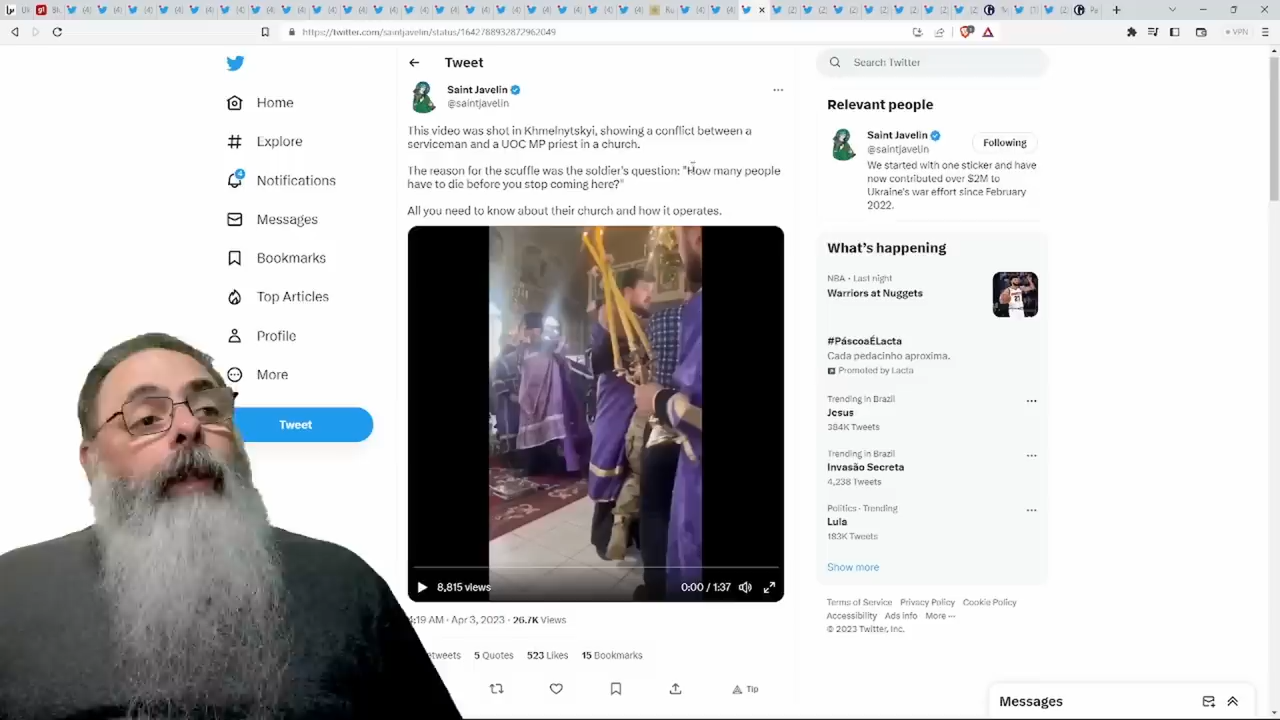 https://twitter.com/saintjavelin/status/1642788932872962049
VPN
Home
Explore
4
Notifications
Messages
Bookmarks
Top Articles
Profile
More
Tweet
Tweet
Saint Javelin
@saintjavelin
This video was shot in Khmelnytskyi, showing a conflict between a
serviceman and a UOC MP priest in a church.
The reason for the scuffle was the soldier's question: "How many people
have to die before you stop coming here?"
All you need to know about their church and how it operates.
8,815 views
0:00 / 1:37
:19 AM · Apr 3, 2023 · 26.7K Views
etweets 5 Quotes 523 Likes 15 Bookmarks
Tip
Search Twitter
Relevant people
Saint Javelin
@saintjavelin
Following
We started with one sticker and have
now contributed over $2M to
Ukraine's war effort since February
2022.
What's happening
NBA · Last night
Warriors at Nuggets
#PáscoaÉLacta
Cada pedacinho aproxima.
Promoted by Lacta
Trending in Brazil
Jesus
384K Tweets
Trending in Brazil
Invasão Secreta
4,238 Tweets
Politics · Trending
Lula
183K Tweets
Show more
Terms of Service Privacy Policy Cookie Policy
Accessibility Ads info More ···
© 2023 Twitter, Inc.
Messages